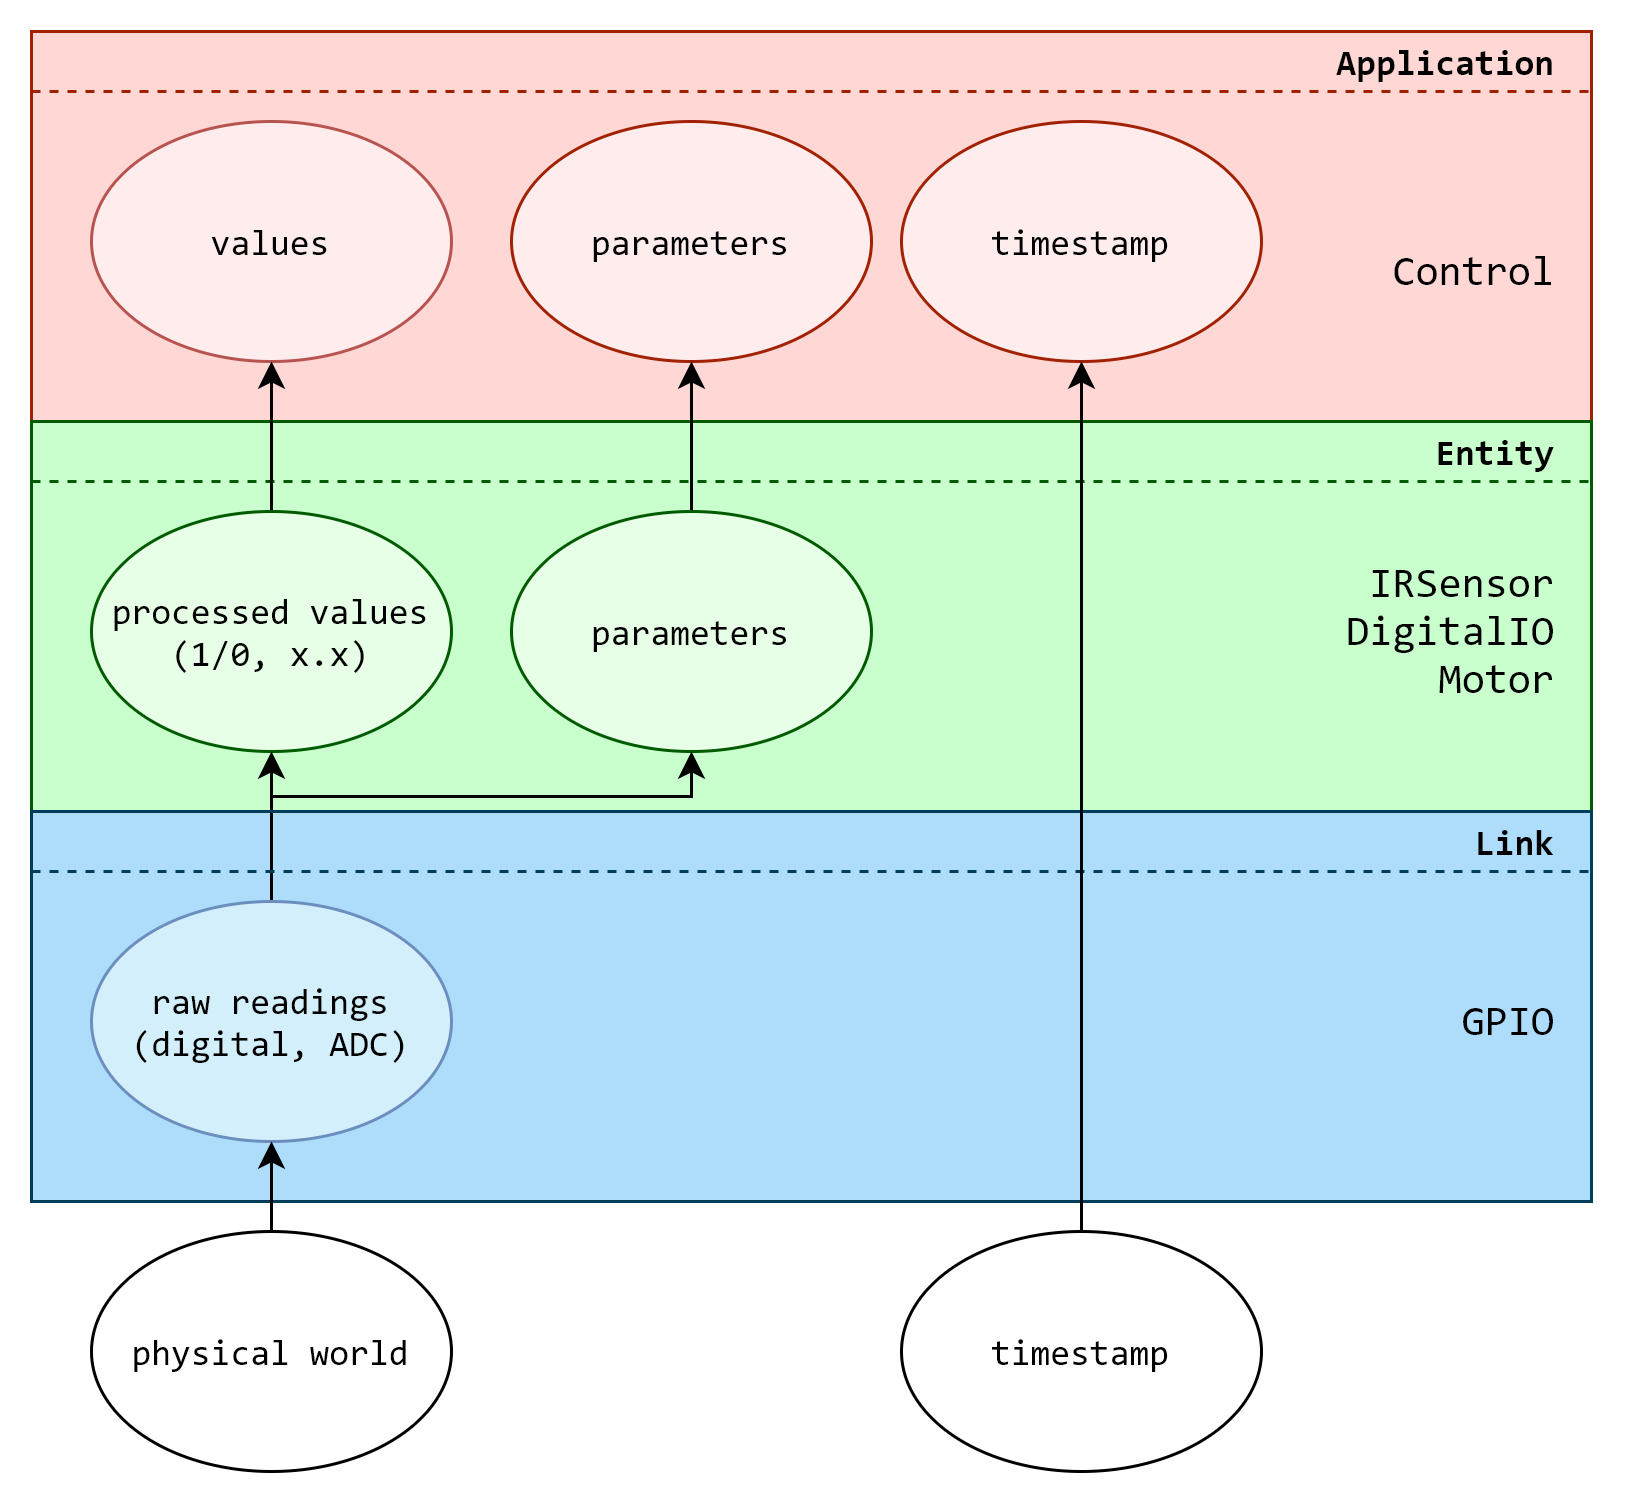 Application
values
parameters
timestamp
Control
Entity
processed values
(1/0, x.x)
parameters
IRSensor
DigitalIO
Motor
Link
raw readings
(digital, ADC)
GPIO
physical world
timestamp